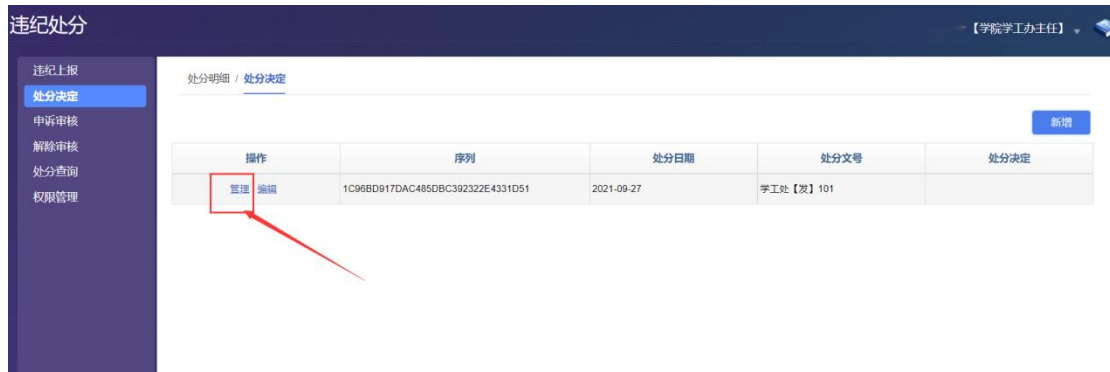 违纪处分
【学院学工办主任】
违纪上报
处分决定
申诉审核
解除审核
处分查询
权限管理
处分明细 / 处分决定
新增
操作 序列 处分日期 处分文号 处分决定
管理 编辑 1C96BD917DAC485DBC392322E4331D51 2021-09-27 学工处【发】101